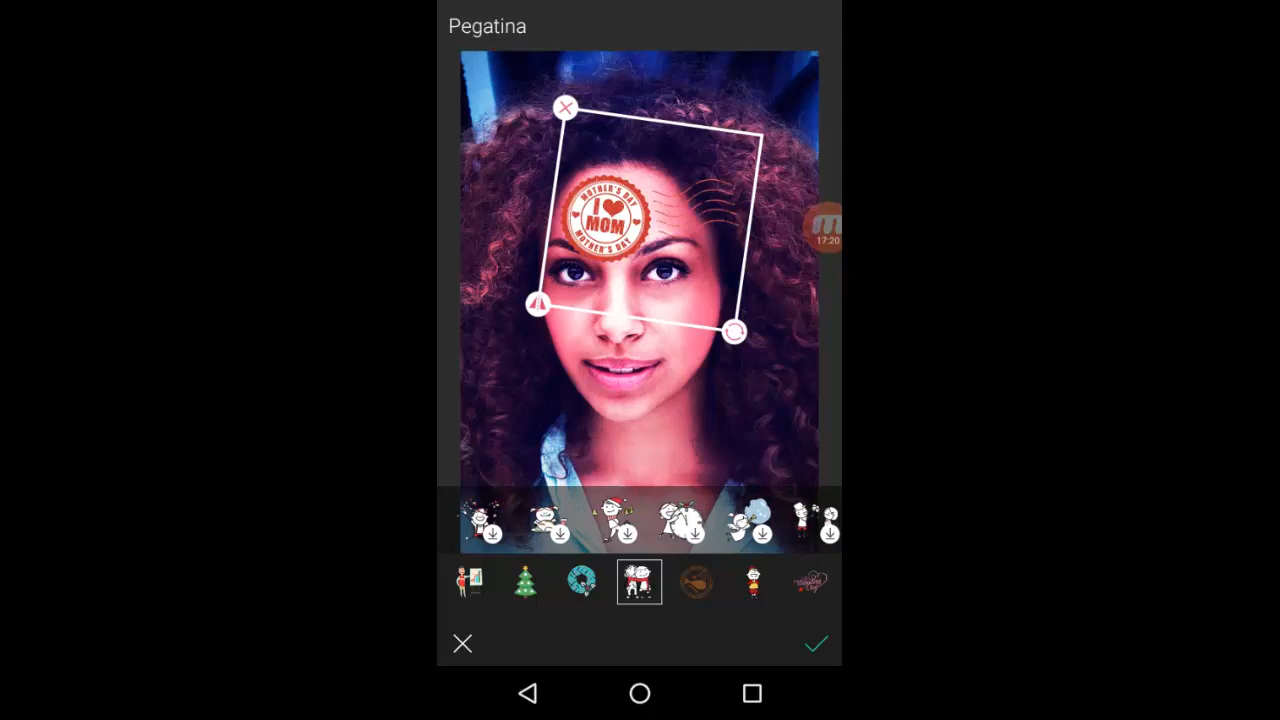 Pegatina
MOTHER'S DAY
I
MOM
MOTHER'S DAY
17:20